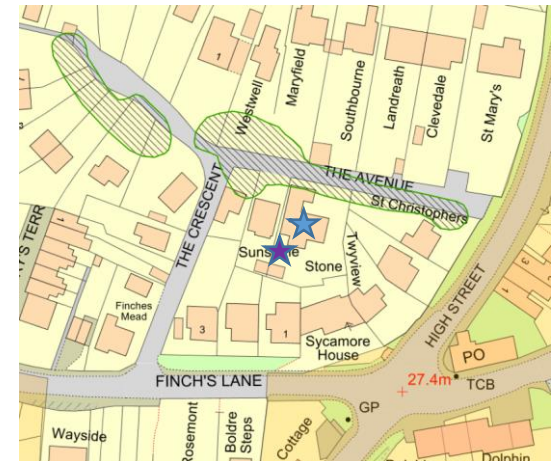 1
Westwell
Maryfield
Southbourne
Landreath
Clevedale
St Mary's
THE AVENUE
St Christophers
THE CRESCENT
Stone
Twyview
TERR
1
Finches
Mead
3
1
Sycamore
House
HIGH STREET
3
PO
FINCH'S LANE
27.4m
TCB
GP
Wayside
Rosemont
Boldre
Steps
Cottage
Dolphin